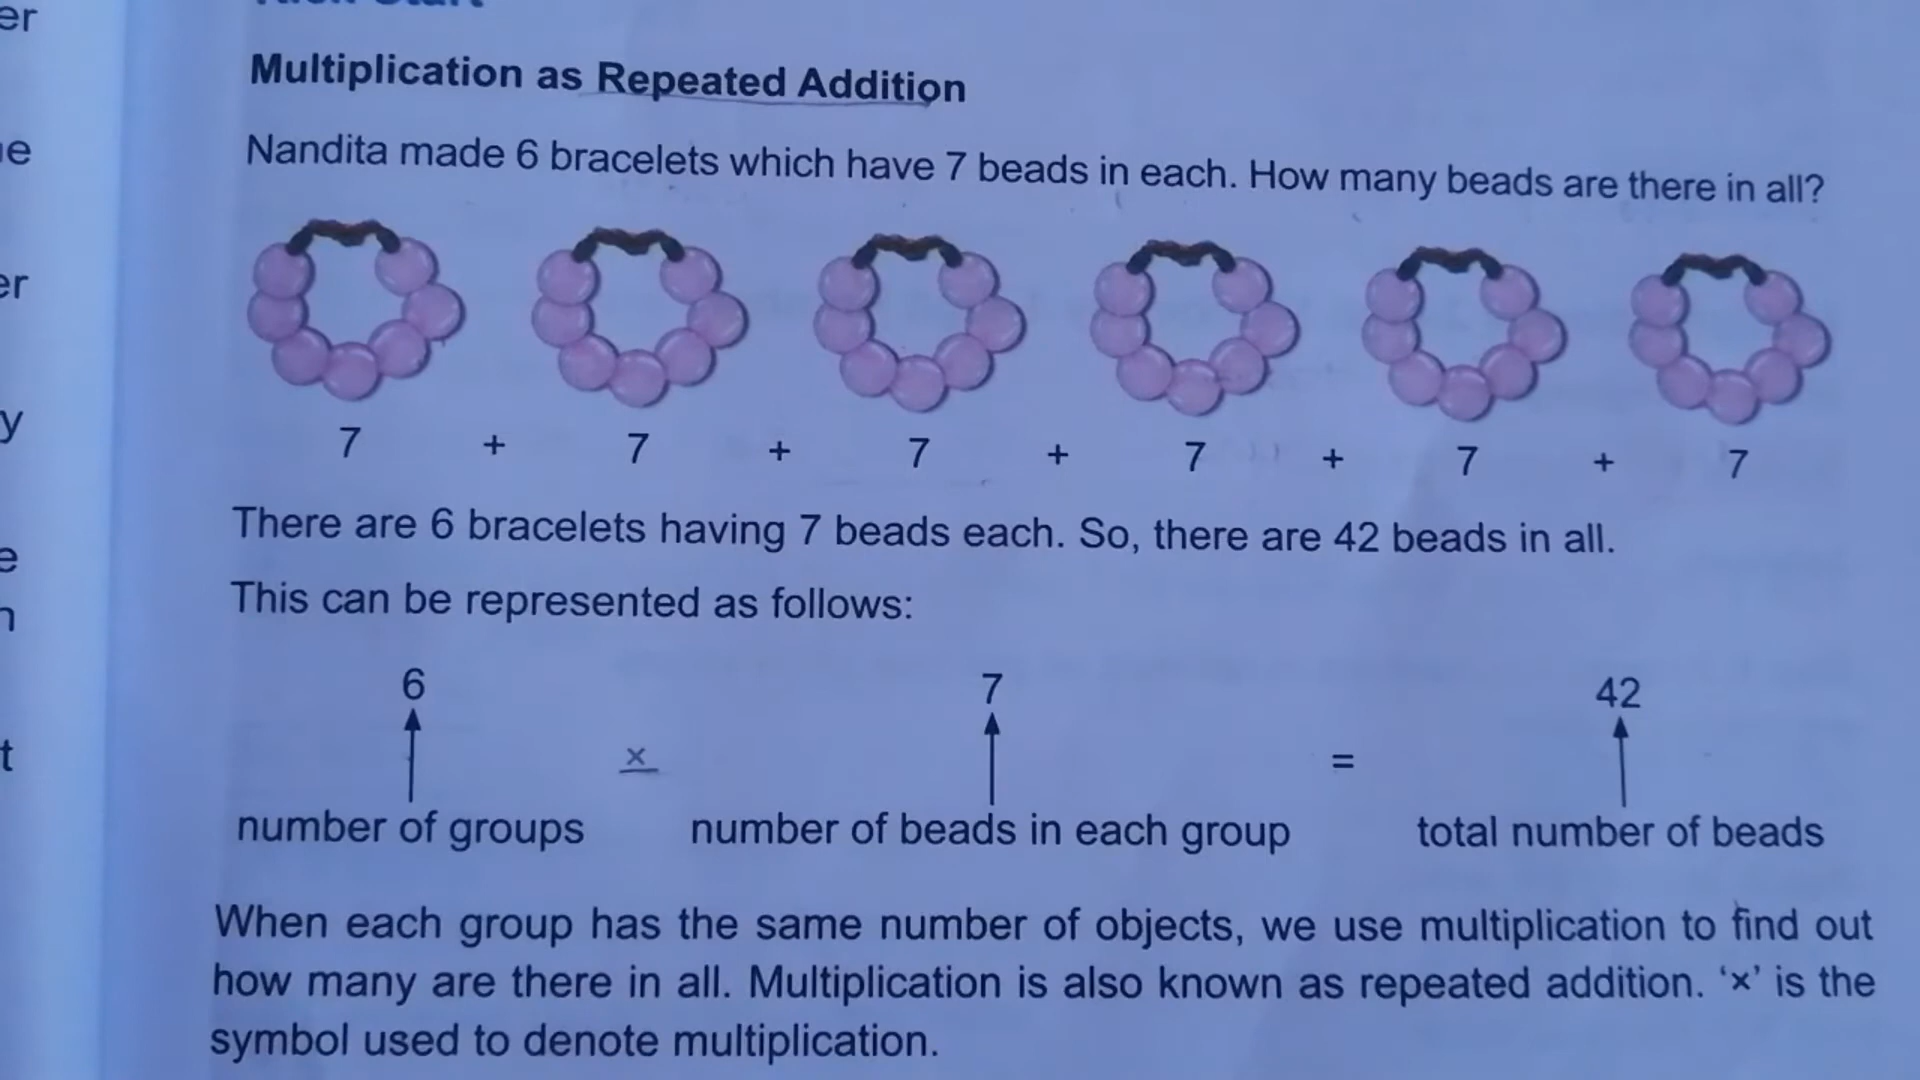 er
Multiplication as Repeated Addition
e
Nandita made 6 bracelets which have 7 beads in each. How many beads are there in all?
er
y
7 + 7 + 7 + 7 + 7 + 7
There are 6 bracelets having 7 beads each. So, there are 42 beads in all.
e
This can be represented as follows:
6 7 42
t
× =
number of groups number of beads in each group total number of beads
When each group has the same number of objects, we use multiplication to find out
how many are there in all. Multiplication is also known as repeated addition. ‘×’ is the
symbol used to denote multiplication.